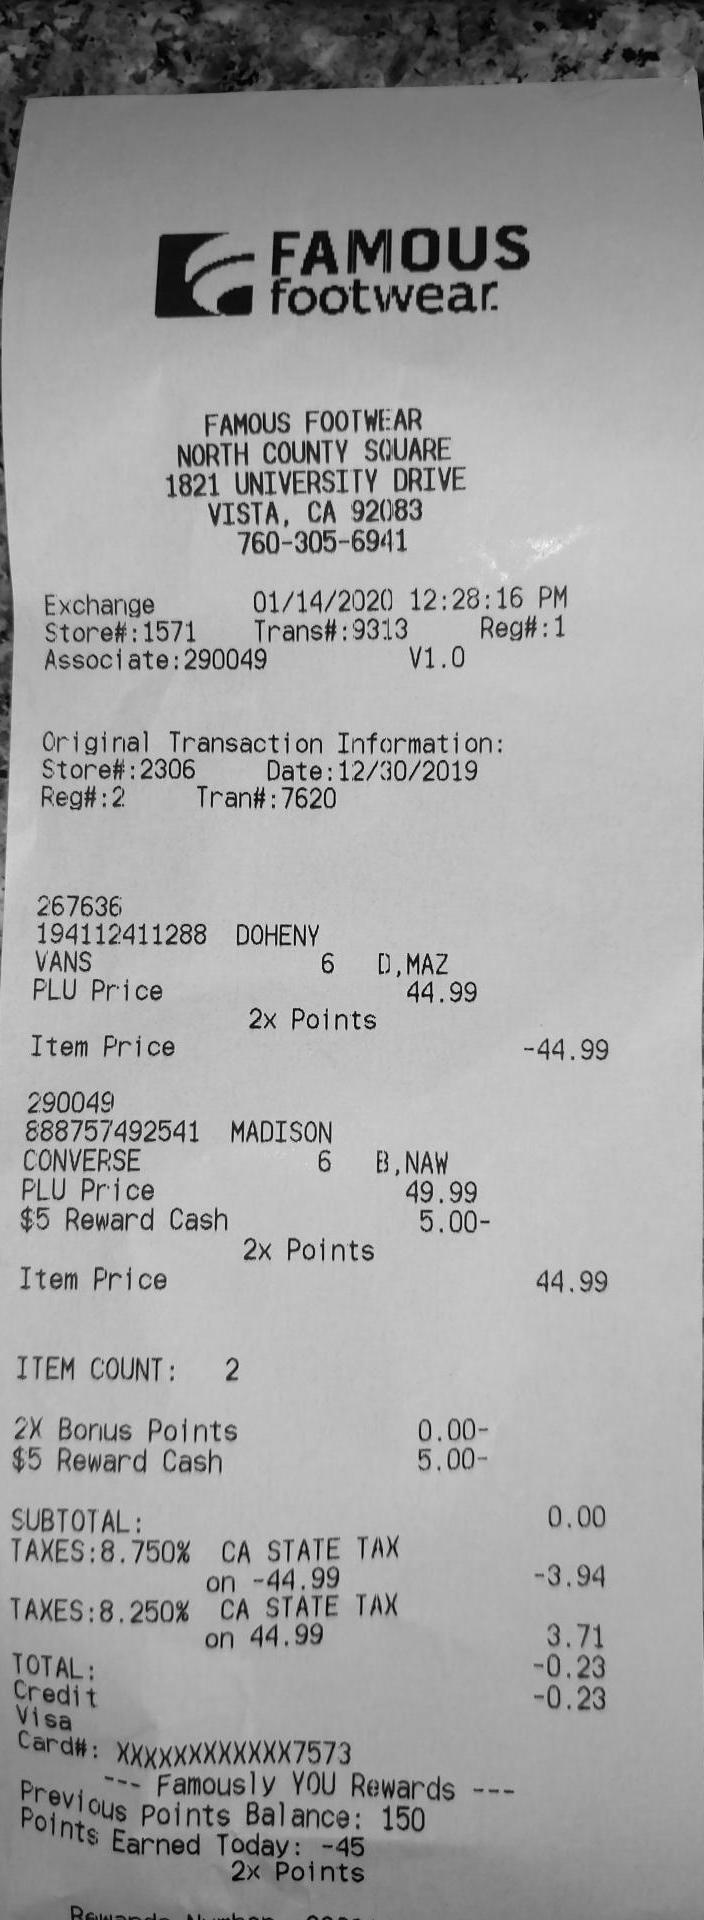 FAMOUS
footwear.
FAMOUS FOOTWEAR
NORTH COUNTY SQUARE
1821 UNIVERSITY DRIVE
VISTA, CA 92083
760-305-6941
Exchange 01/14/2020 12:28:16 PM
Store#:1571 Trans#:9313 Reg#:1
Associate:290049 V1.0
Original Transaction Information:
Store#:2306 Date:12/30/2019
Reg#:2 Tran#:7620
267636
194112411288 DOHENY
VANS 6 D,MAZ
PLU Price 44.99
2x Points
Item Price -44.99
290049
888757492541 MADISON
CONVERSE 6 B,NAW
PLU Price 49.99
$5 Reward Cash 5.00-
2x Points
Item Price 44.99
ITEM COUNT: 2
2X Bonus Points 0.00-
$5 Reward Cash 5.00-
SUBTOTAL: 0.00
TAXES:8.750% CA STATE TAX
on -44.99 -3.94
TAXES:8.250% CA STATE TAX
on 44.99 3.71
TOTAL: -0.23
Credit -0.23
Visa
Card#: XXXXXXXXXXXX7573
--- Famously YOU Rewards ---
Previous Points Balance: 150
Points Earned Today: -45
2x Points
Rewards Number